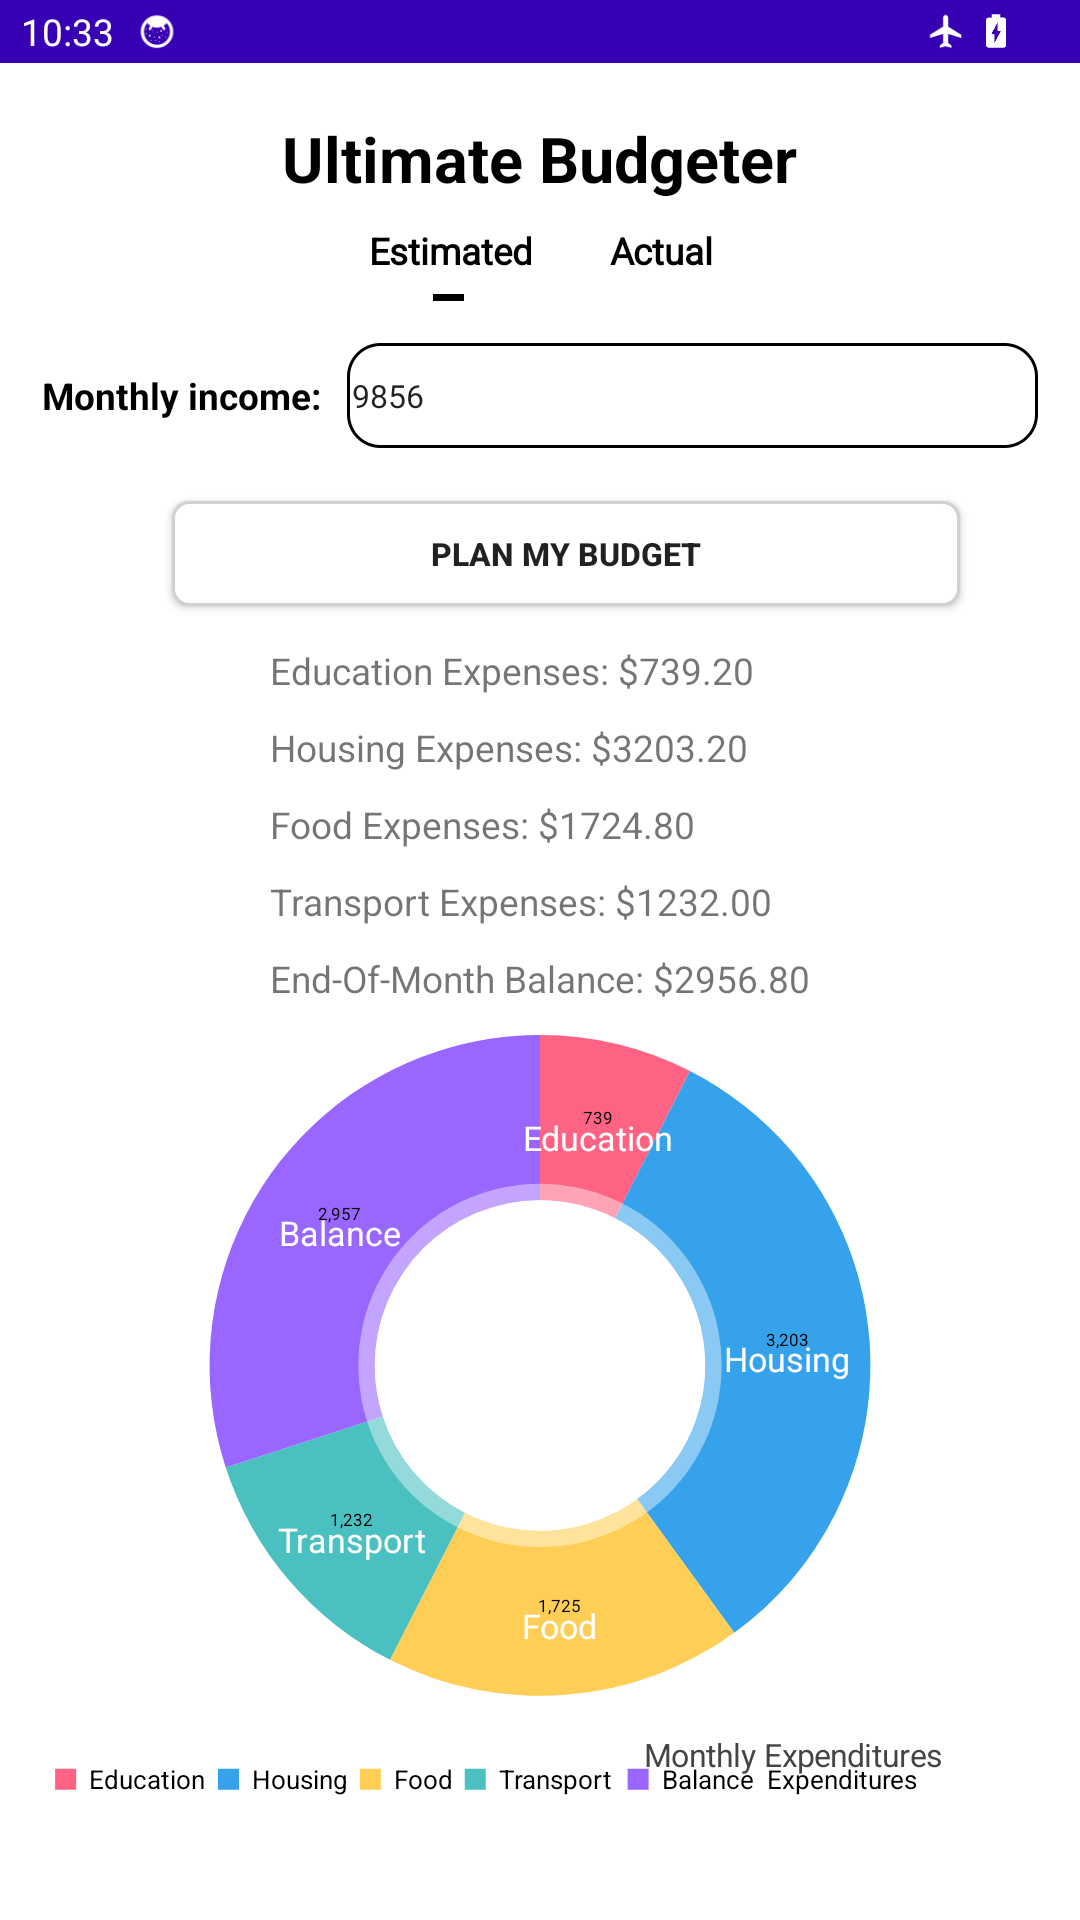 10:33
Ultimate Budgeter
Estimated Actual
Monthly income: 9856
PLAN MY BUDGET
Education Expenses: $739.20
Housing Expenses: $3203.20
Food Expenses: $1724.80
Transport Expenses: $1232.00
End-Of-Month Balance: $2956.80
739
Education
2,957
Balance
3,203
Housing
1,232
Transport
1,725
Food
Monthly Expenditures
Education Housing Food Transport Balance Expenditures